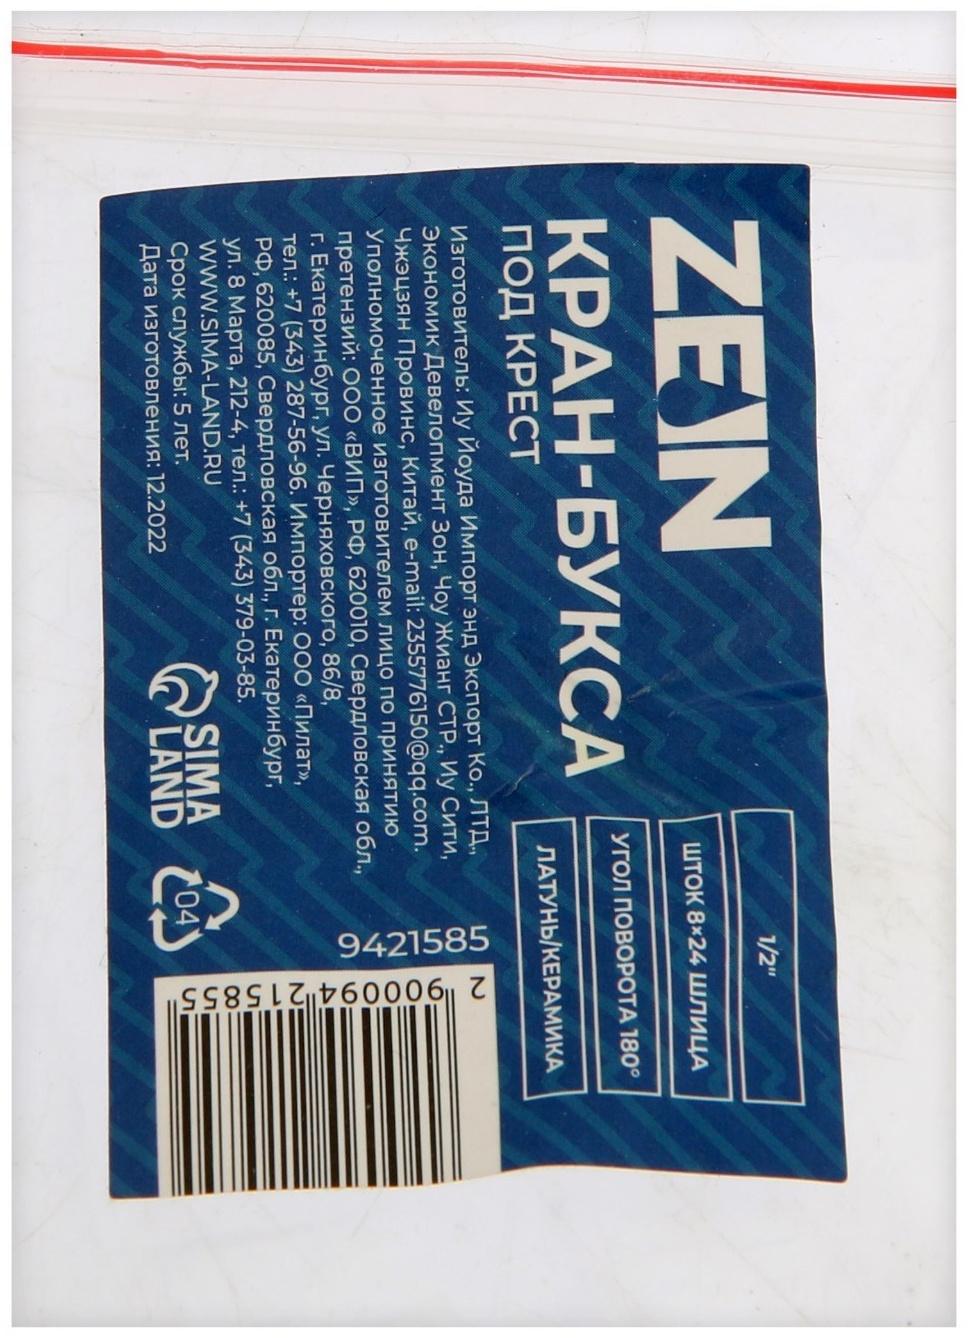 ZEIN
КРАН-БУКСА
ПОД КРЕСТ
1/2"
ШТОК 8×24 ШЛИЦА
УГОЛ ПОВОРОТА 180°
ЛАТУНЬ/КЕРАМИКА
Изготовитель: Иу Йоуда Импорт энд Экспорт Ко., ЛТД.,
Экономик Девелопмент Зон, Чоу Жианг СТР., Иу Сити,
Чжэцзян Провинс, Китай, e-mail: 2355776150@qq.com.
Уполномоченное изготовителем лицо по принятию
претензий: ООО «ВИП», РФ, 620010, Свердловская обл.,
г. Екатеринбург, ул. Черняховского, 86/8,
тел.: +7 (343) 287-56-96. Импортер: ООО «Пилат»,
РФ, 620085, Свердловская обл., г. Екатеринбург,
ул. 8 Марта, 212-4, тел.: +7 (343) 379-03-85.
WWW.SIMA-LAND.RU
Срок службы: 5 лет.
Дата изготовления: 12.2022
SIMA
LAND
04
9421585
2 900094 215855